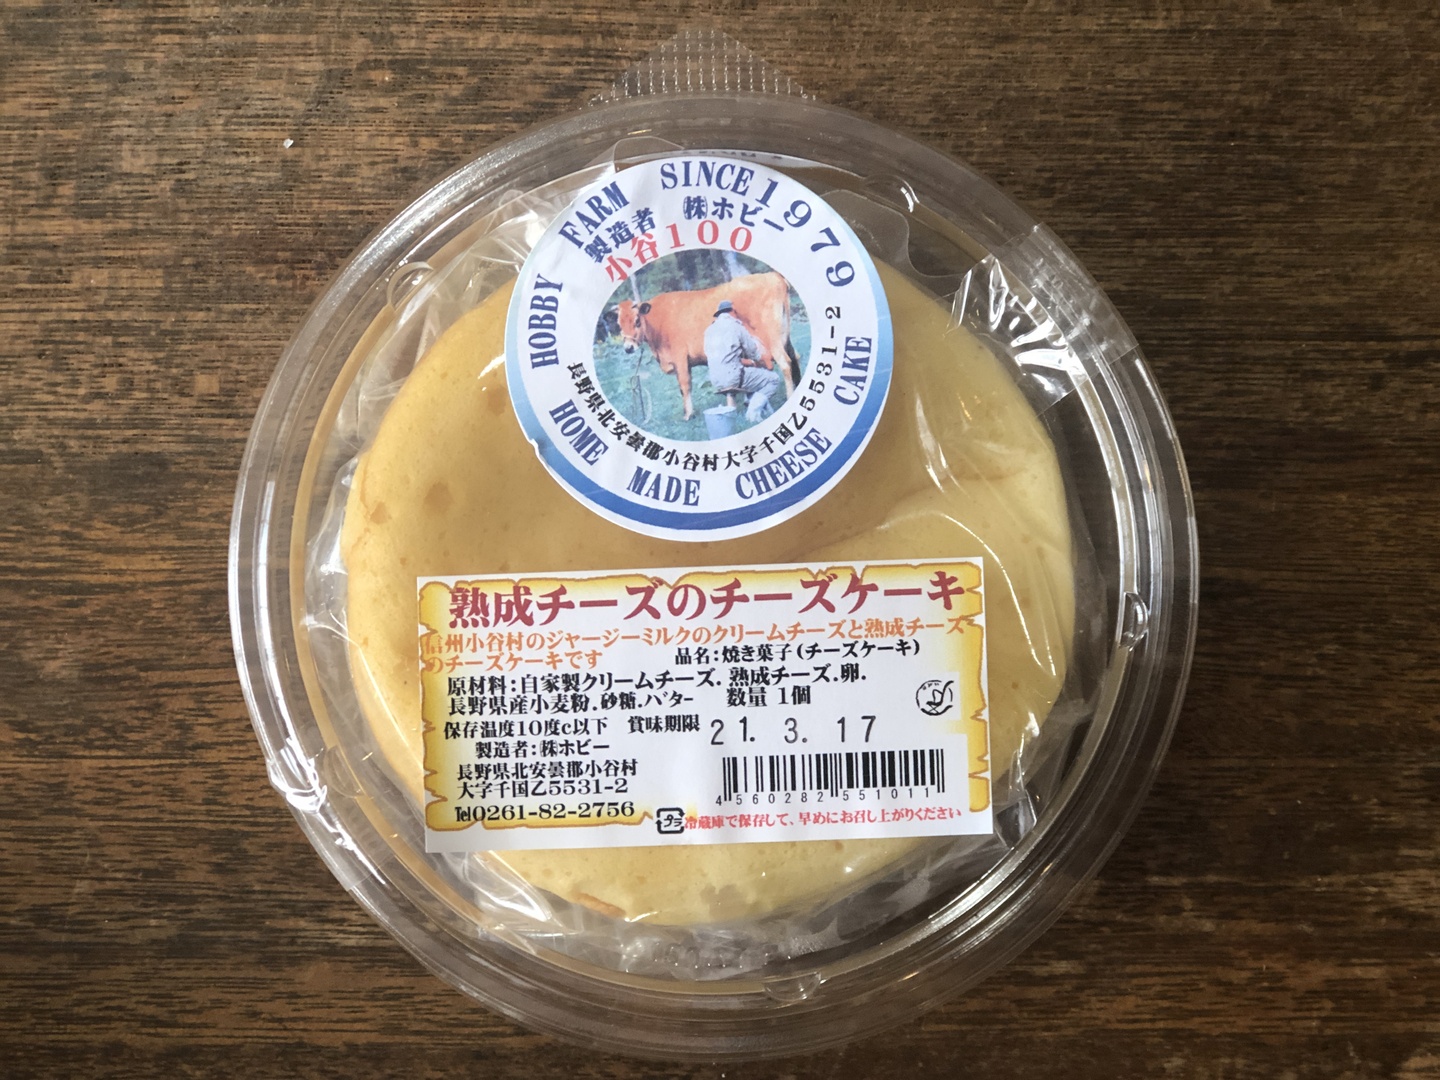 HOBBY FARM SINCE 1979
製造者 ㈱ホビー
小谷100
長野県北安曇郡小谷村大字千国乙5531-2
HOME MADE CHEESE CAKE
熟成チーズのチーズケーキ
信州小谷村のジャージーミルクのクリームチーズと熟成チーズ
のチーズケーキです
品名:焼き菓子(チーズケーキ)
原材料:自家製クリームチーズ.熟成チーズ.卵.
長野県産小麦粉.砂糖.バター 数量 1個
保存温度10度c以下 賞味期限 21. 3. 17
製造者:㈱ホビー
長野県北安曇郡小谷村
大字千国乙5531-2
℡0261-82-2756
4560282551011
プラ
冷蔵庫で保存して、早めにお召し上がりください